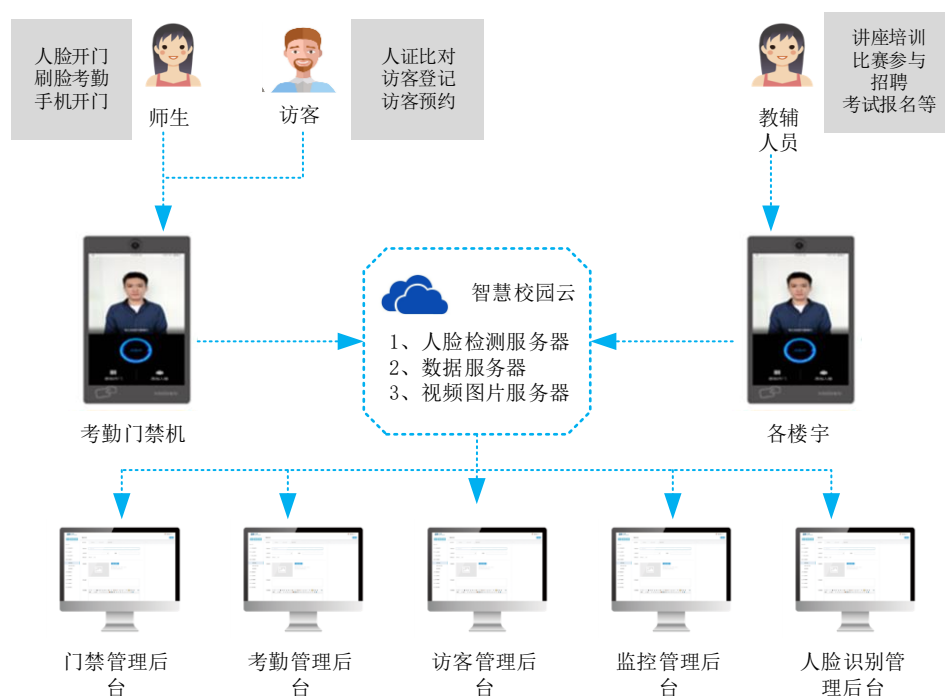 人脸开门
刷脸考勤
手机开门
师生
访客
人证比对
访客登记
访客预约
教辅
人员
讲座培训
比赛参与
招聘
考试报名等
智慧校园云
1、人脸检测服务器
2、数据服务器
3、视频图片服务器
考勤门禁机
各楼宇
门禁管理后
台
考勤管理后
台
访客管理后
台
监控管理后
台
人脸识别管
理后台